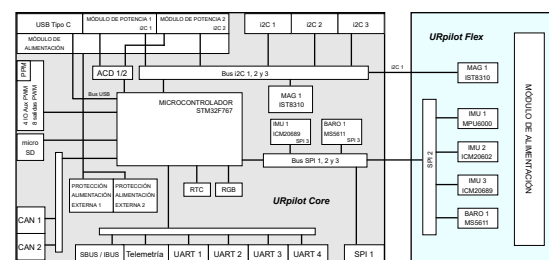 USB Tipo C
MÓDULO DE POTENCIA 1
i2C 1
MÓDULO DE POTENCIA 2
i2C 2
MÓDULO DE
ALIMENTACIÓN
i2C 1
i2C 2
i2C 3
URpilot Flex
PPM
4 IO Aux PWM
8 salidas PWM
ACD 1/2
Bus i2C 1, 2 y 3
i2C 1
MAG 1
IST8310
Bus USB
MICROCONTROLADOR
STM32F767
MAG 1
IST8310
micro
SD
IMU 1
ICM20689
SPI 3
BARO 1
MS5611
SPI 3
Bus SPI 1, 2 y 3
SPI 2
IMU 1
MPU6000
IMU 2
ICM20602
IMU 3
ICM20689
BARO 1
MS5611
MÓDULO DE ALIMENTACIÓN
PROTECCIÓN
ALIMENTACIÓN
EXTERNA 1
PROTECCIÓN
ALIMENTACIÓN
EXTERNA 2
RTC
RGB
URpilot Core
CAN 1
CAN 2
SBUS / IBUS
Telemetría
UART 1
UART 2
UART 3
UART 4
SPI 1